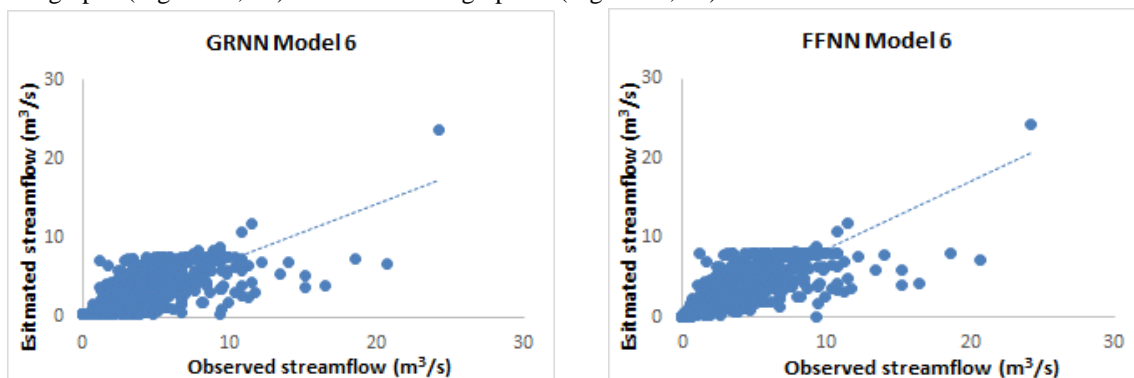 GRNN Model 6
30
20
10
0
0 10 20 30
Esitmated streamflow (m³/s)
Observed streamflow (m³/s)
FFNN Model 6
30
20
10
0
0 10 20 30
Estimated streamflow (m³/s)
Observed streamflow (m³/s)